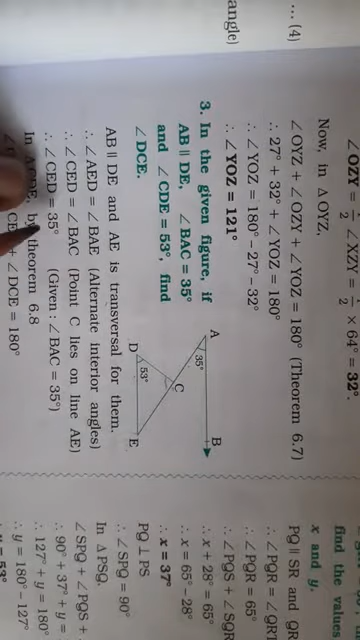 ... (4)
angle)
∠OZY = 1/2 ∠XZY = 1/2 × 64° = 32°.
Now, in Δ OYZ,
∠OYZ + ∠OZY + ∠YOZ = 180° (Theorem 6.7)
∴ 27° + 32° + ∠YOZ = 180°
∴ ∠YOZ = 180° – 27° – 32°
∴ ∠YOZ = 121°
3. In the given figure, if
AB ∥ DE, ∠BAC = 35°
and ∠CDE = 53°, find
∠DCE.
A
B
35°
C
D
53°
E
AB ∥ DE and AE is transversal for them.
∴ ∠AED = ∠BAE (Alternate interior angles)
∴ ∠CED = ∠BAC (Point C lies on line AE)
∴ ∠CED = 35° (Given : ∠BAC = 35°)
In ΔCDE, by theorem 6.8
+ ∠DCE = 180°
find the values
x and y.
PQ ∥ SR and QR
∴ ∠PQR = ∠QRT
∴ ∠PQR = 65°
∴ ∠PQS + ∠SQR
∴ x + 28° = 65°
∴ x = 65° – 28°
∴ x = 37°
PQ ⊥ PS
∴ ∠SPQ = 90°
In Δ PSQ,
∠SPQ + ∠PQS +
∴ 90° + 37° + y =
∴ 127° + y = 180°
∴ y = 180° – 127°
= 53°